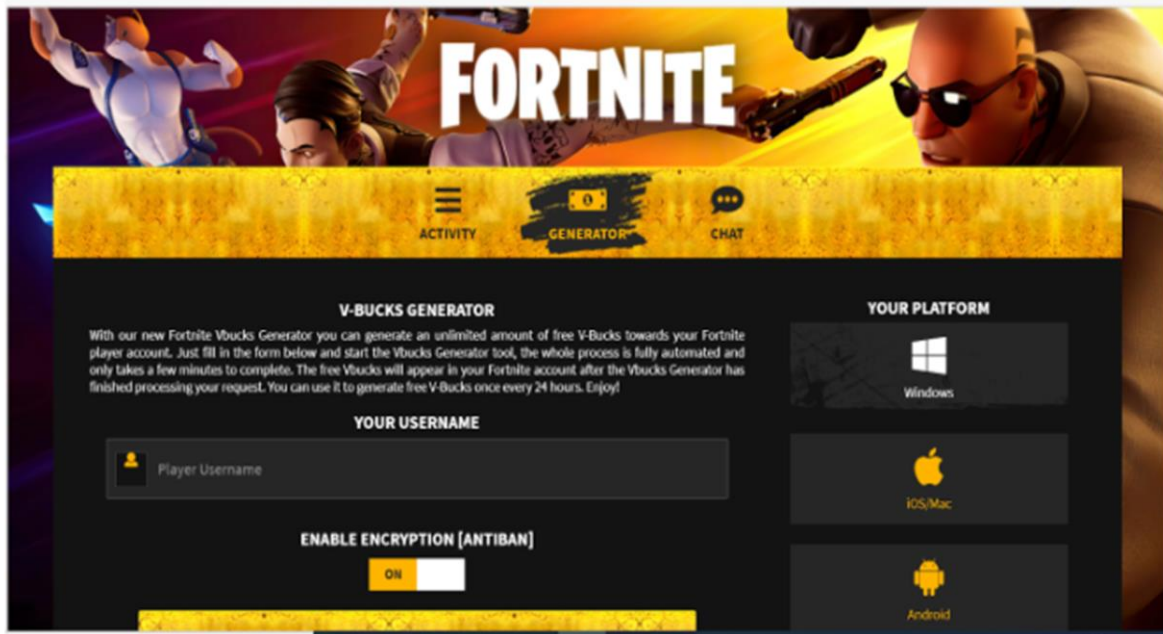 FORTNITE
ACTIVITY
GENERATOR
CHAT
V-BUCKS GENERATOR
With our new Fortnite Vbucks Generator you can generate an unlimited amount of free V-Bucks towards your Fortnite
player account. Just fill in the form below and start the Vbucks Generator tool, the whole process is fully automated and
only takes a few minutes to complete. The free Vbucks will appear in your Fortnite account after the Vbucks Generator has
finished processing your request. You can use it to generate free V-Bucks once every 24 hours. Enjoy!
YOUR USERNAME
Player Username
ENABLE ENCRYPTION [ANTIBAN]
ON
YOUR PLATFORM
Windows
iOS/Mac
Android